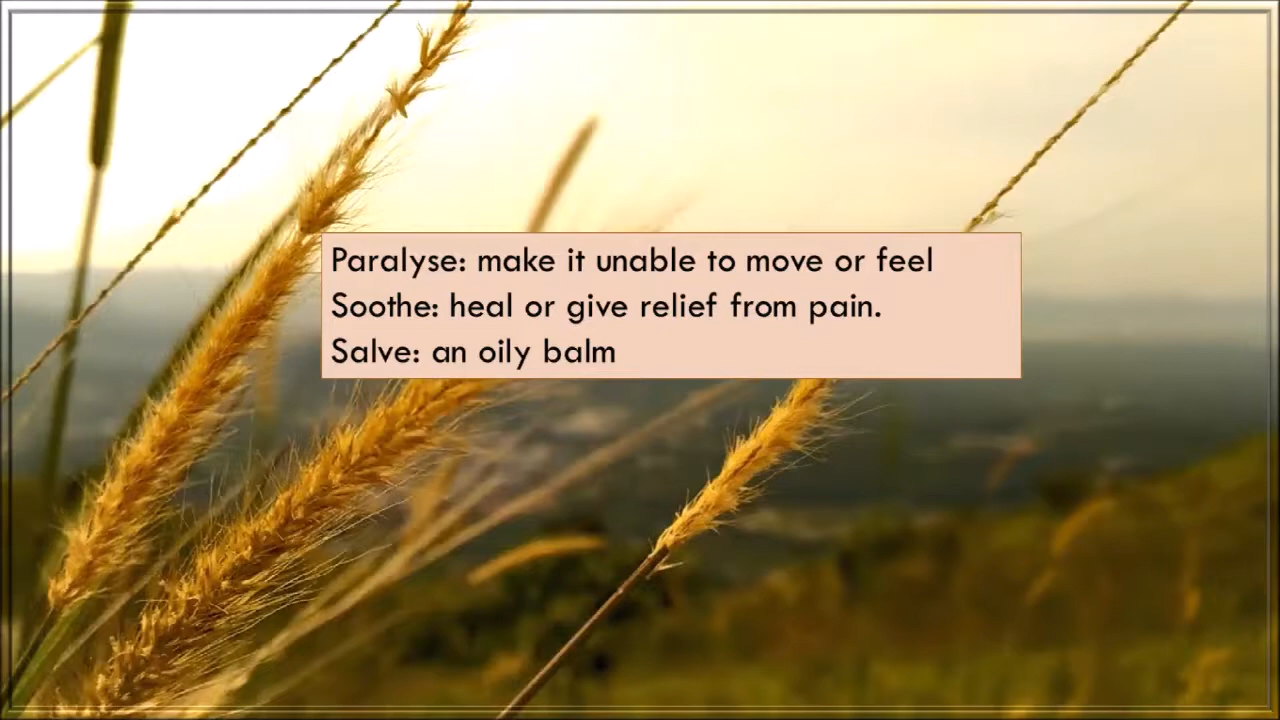 Paralyse: make it unable to move or feel
Soothe: heal or give relief from pain.
Salve: an oily balm